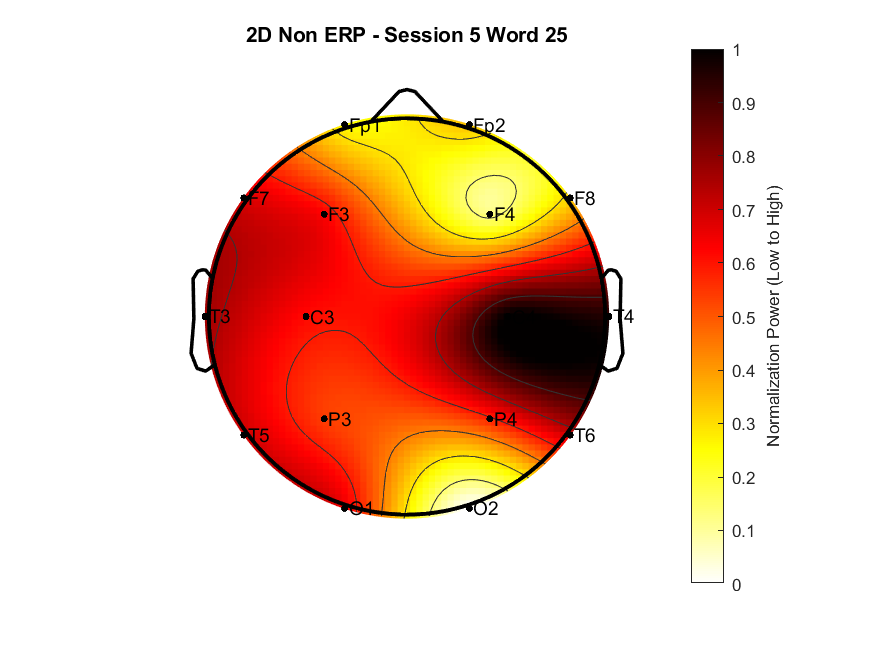 2D Non ERP - Session 5 Word 25
Fp1 Fp2
F7 F8
F3 F4
T3 C3 T4
P3 P4
T5 T6
O1 O2
1
0.9
0.8
0.7
0.6
0.5
0.4
0.3
0.2
0.1
0
Normalization Power (Low to High)